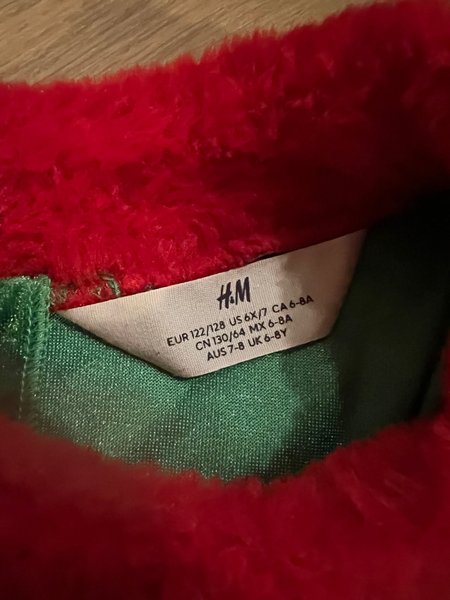 H&M
EUR 122/128 US 6X/7 CA 6-8A
CN 130/64 MX 6-8A
AUS 7-8 UK 6-8Y